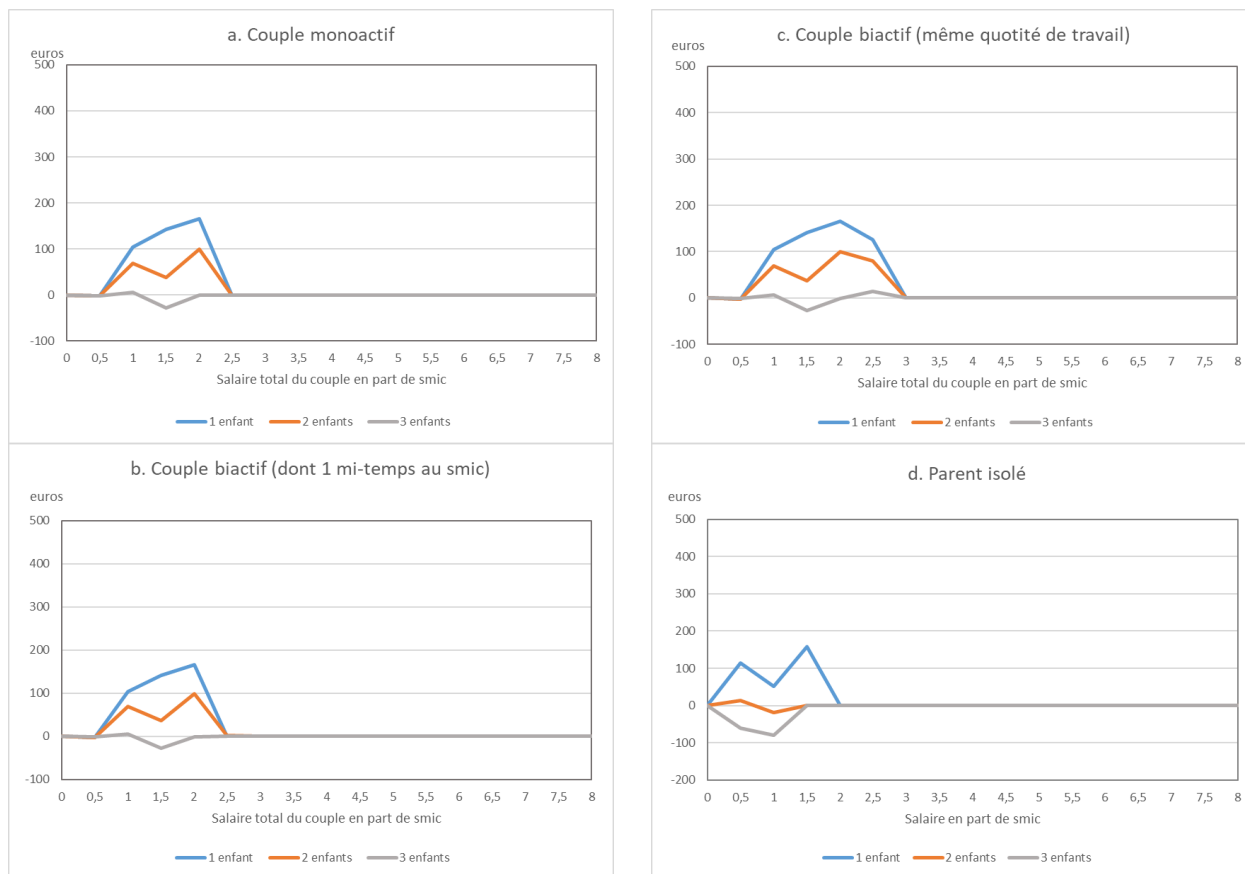 a. Couple monoactif
euros
500
400
300
200
100
0
-100
0 0,5 1 1,5 2 2,5 3 3,5 4 4,5 5 5,5 6 6,5 7 7,5 8
Salaire total du couple en part de smic
1 enfant 2 enfants 3 enfants
c. Couple biactif (même quotité de travail)
euros
500
400
300
200
100
0
-100
0 0,5 1 1,5 2 2,5 3 3,5 4 4,5 5 5,5 6 6,5 7 7,5 8
Salaire total du couple en part de smic
1 enfant 2 enfants 3 enfants
b. Couple biactif (dont 1 mi-temps au smic)
euros
500
400
300
200
100
0
-100
0 0,5 1 1,5 2 2,5 3 3,5 4 4,5 5 5,5 6 6,5 7 7,5 8
Salaire total du couple en part de smic
1 enfant 2 enfants 3 enfants
d. Parent isolé
euros
500
400
300
200
100
0
-100
-200
0 0,5 1 1,5 2 2,5 3 3,5 4 4,5 5 5,5 6 6,5 7 7,5 8
Salaire en part de smic
1 enfant 2 enfants 3 enfants